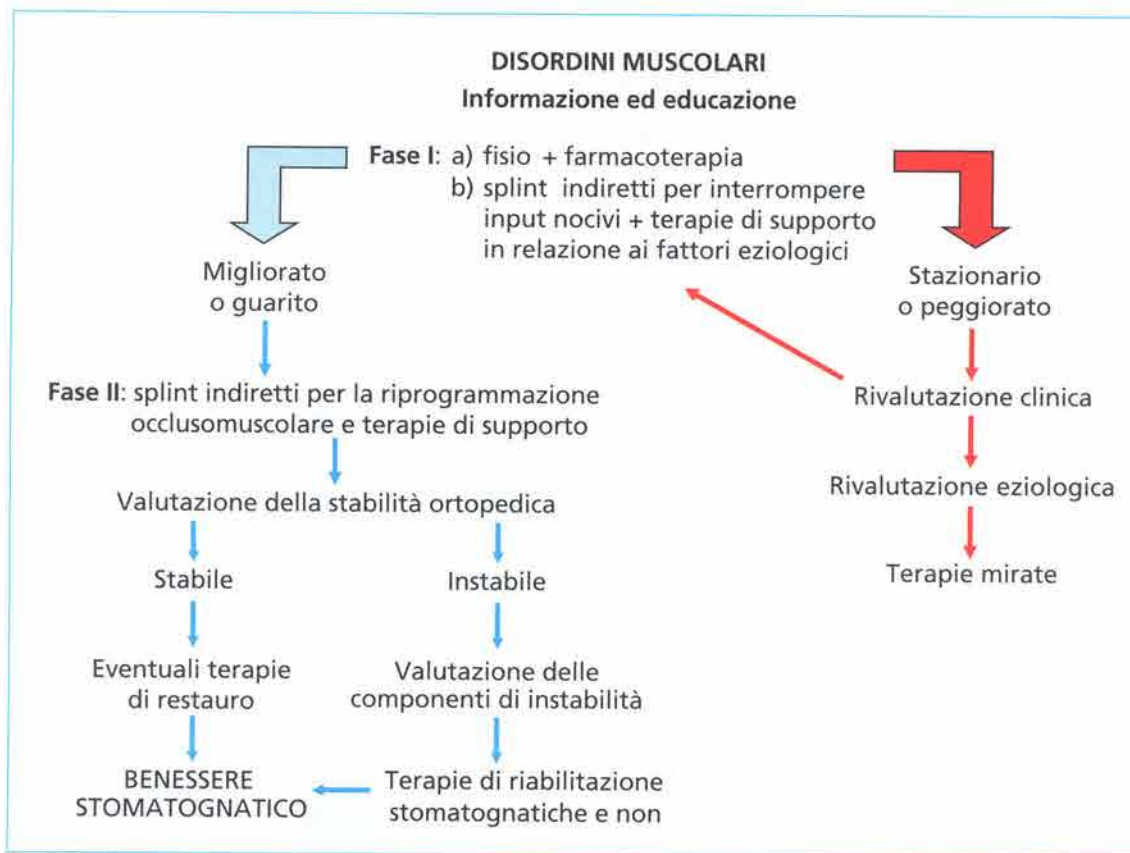 DISORDINI MUSCOLARI
Informazione ed educazione
Fase I: a) fisio + farmacoterapia
b) splint indiretti per interrompere
input nocivi + terapie di supporto
in relazione ai fattori eziologici
Migliorato
o guarito
Stazionario
o peggiorato
Fase II: splint indiretti per la riprogrammazione
occlusomuscolare e terapie di supporto
Rivalutazione clinica
Valutazione della stabilità ortopedica
Rivalutazione eziologica
Stabile
Instabile
Terapie mirate
Eventuali terapie
di restauro
Valutazione delle
componenti di instabilità
BENESSERE
STOMATOGNATICO
Terapie di riabilitazione
stomatognatiche e non